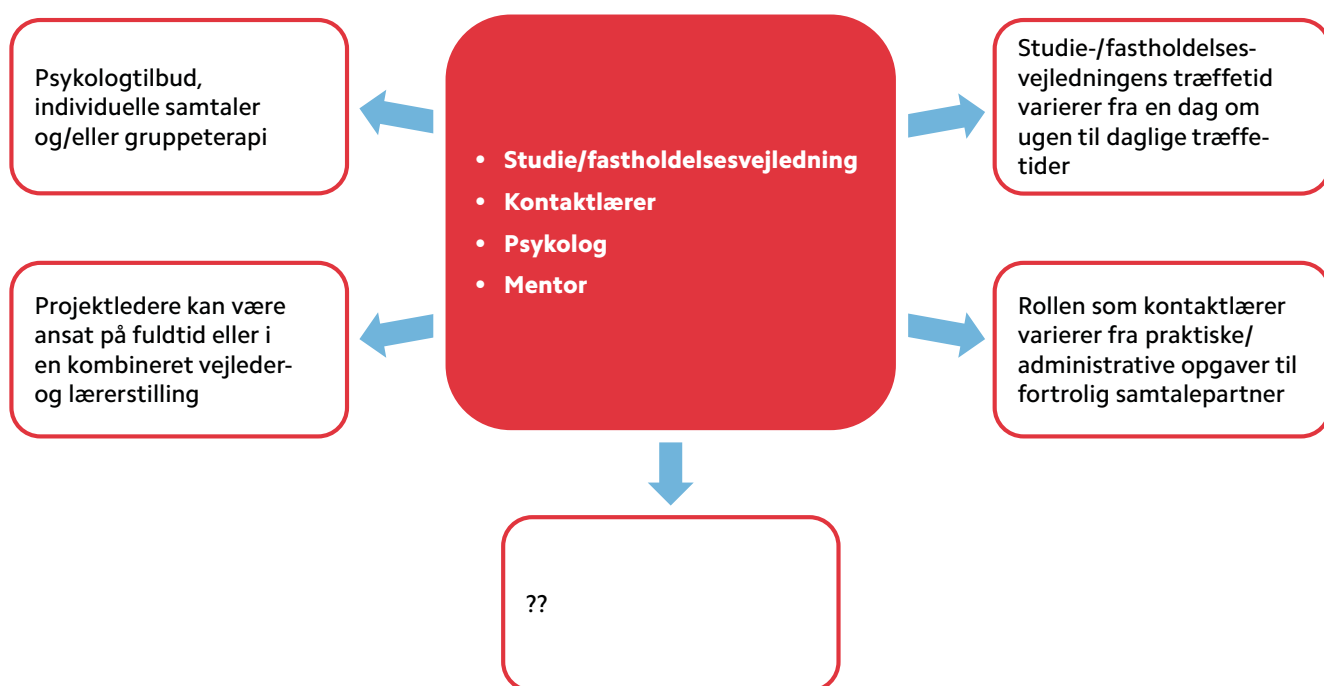 Psykologtilbud,
individuelle samtaler
og/eller gruppeterapi
Projektledere kan være
ansat på fuldtid eller i
en kombineret vejleder-
og lærerstilling
• Studie/fastholdelsesvejledning
• Kontaktlærer
• Psykolog
• Mentor
Studie-/fastholdelses-
vejledningens træffetid
varierer fra en dag om
ugen til daglige træffe-
tider
Rollen som kontaktlærer
varierer fra praktiske/
administrative opgaver til
fortrolig samtalepartner
??